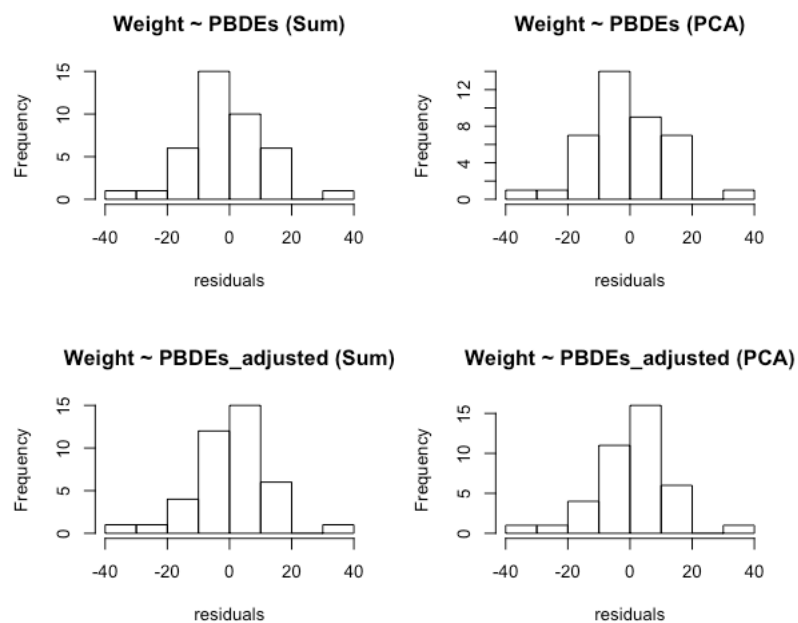 Weight ~ PBDEs (Sum)
Frequency
15
10
5
0
-40 -20 0 20 40
residuals
Weight ~ PBDEs (PCA)
Frequency
12
8
4
0
-40 -20 0 20 40
residuals
Weight ~ PBDEs_adjusted (Sum)
Frequency
15
10
5
0
-40 -20 0 20 40
residuals
Weight ~ PBDEs_adjusted (PCA)
Frequency
15
10
5
0
-40 -20 0 20 40
residuals